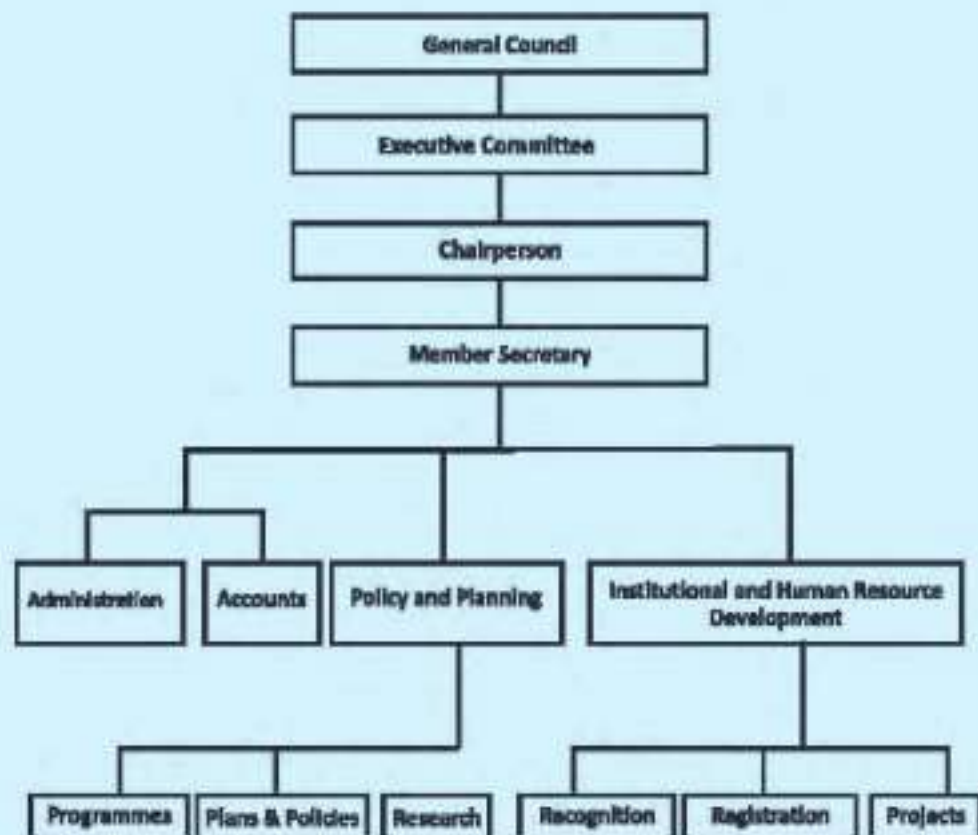 General Council
Executive Committee
Chairperson
Member Secretary
Administration
Accounts
Policy and Planning
Institutional and Human Resource
Development
Programmes
Plans & Policies
Research
Recognition
Registration
Projects